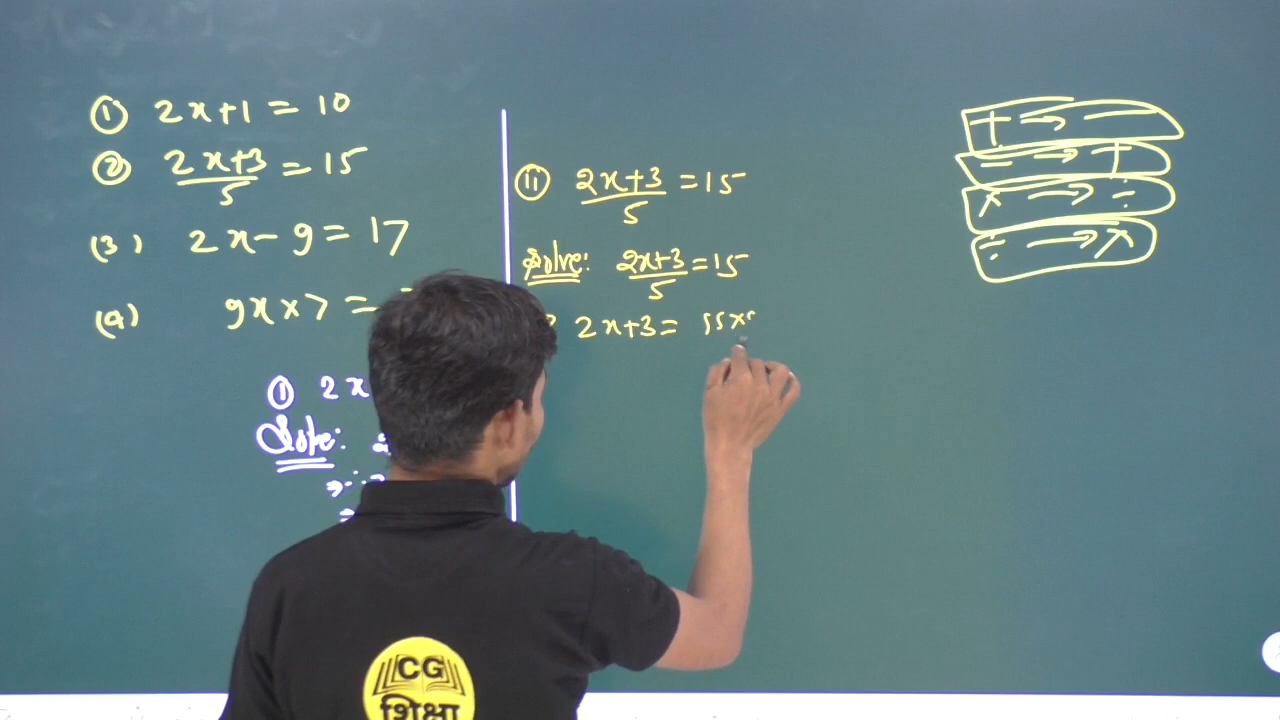 ① 2x+1 = 10
② 2x+3/5 = 15
(3) 2x-9 = 17
(4) 9x×7 =
① 2x
Solve:
ii 2x+3/5 = 15
Solve: 2x+3/5 = 15
2x+3 = 15×
+ → -
- → +
× → ÷
÷ → ×
CG
शिक्षा